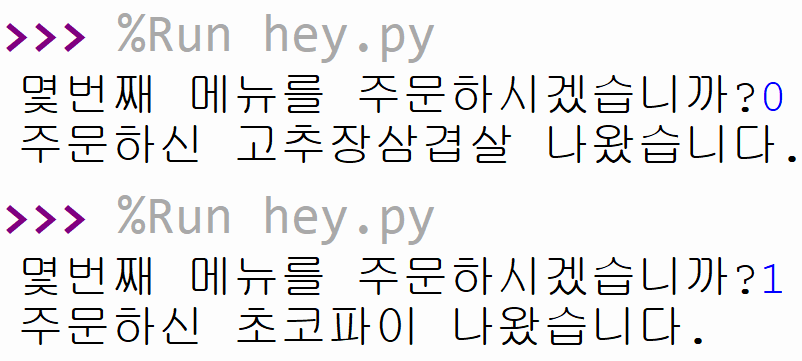 >>> %Run hey.py
몇번째 메뉴를 주문하시겠습니까?0
주문하신 고추장삼겹살 나왔습니다.
>>> %Run hey.py
몇번째 메뉴를 주문하시겠습니까?1
주문하신 초코파이 나왔습니다.